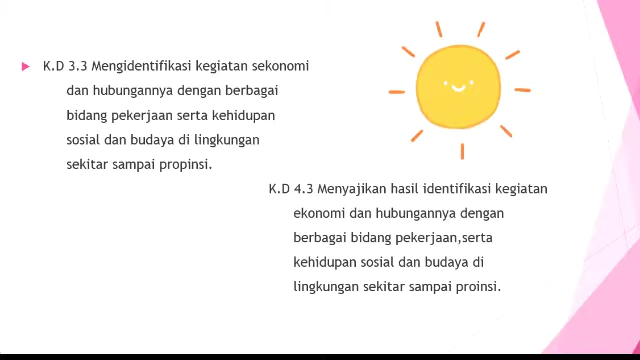 K.D 3.3 Mengidentifikasi kegiatan sekonomi
dan hubungannya dengan berbagai
bidang pekerjaan serta kehidupan
sosial dan budaya di lingkungan
sekitar sampai propinsi.
K.D 4.3 Menyajikan hasil identifikasi kegiatan
ekonomi dan hubungannya dengan
berbagai bidang pekerjaan,serta
kehidupan sosial dan budaya di
lingkungan sekitar sampai proinsi.